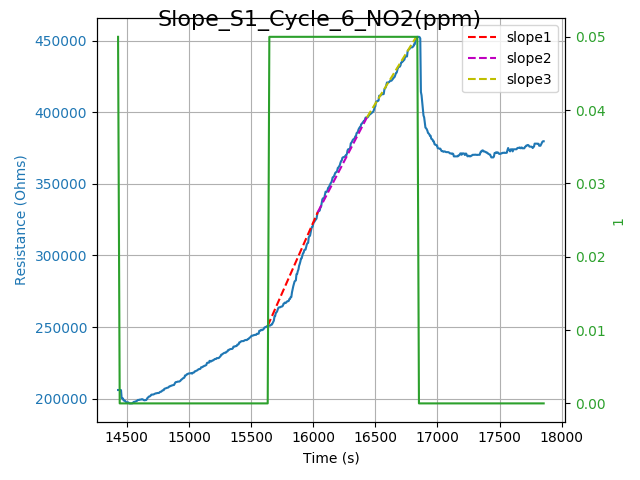 Slope_S1_Cycle_6_NO2(ppm)
slope1
slope2
slope3
450000
400000
350000
300000
250000
200000
Resistance (Ohms)
0.05
0.04
0.03
0.02
0.01
0.00
1
14500 15000 15500 16000 16500 17000 17500 18000
Time (s)